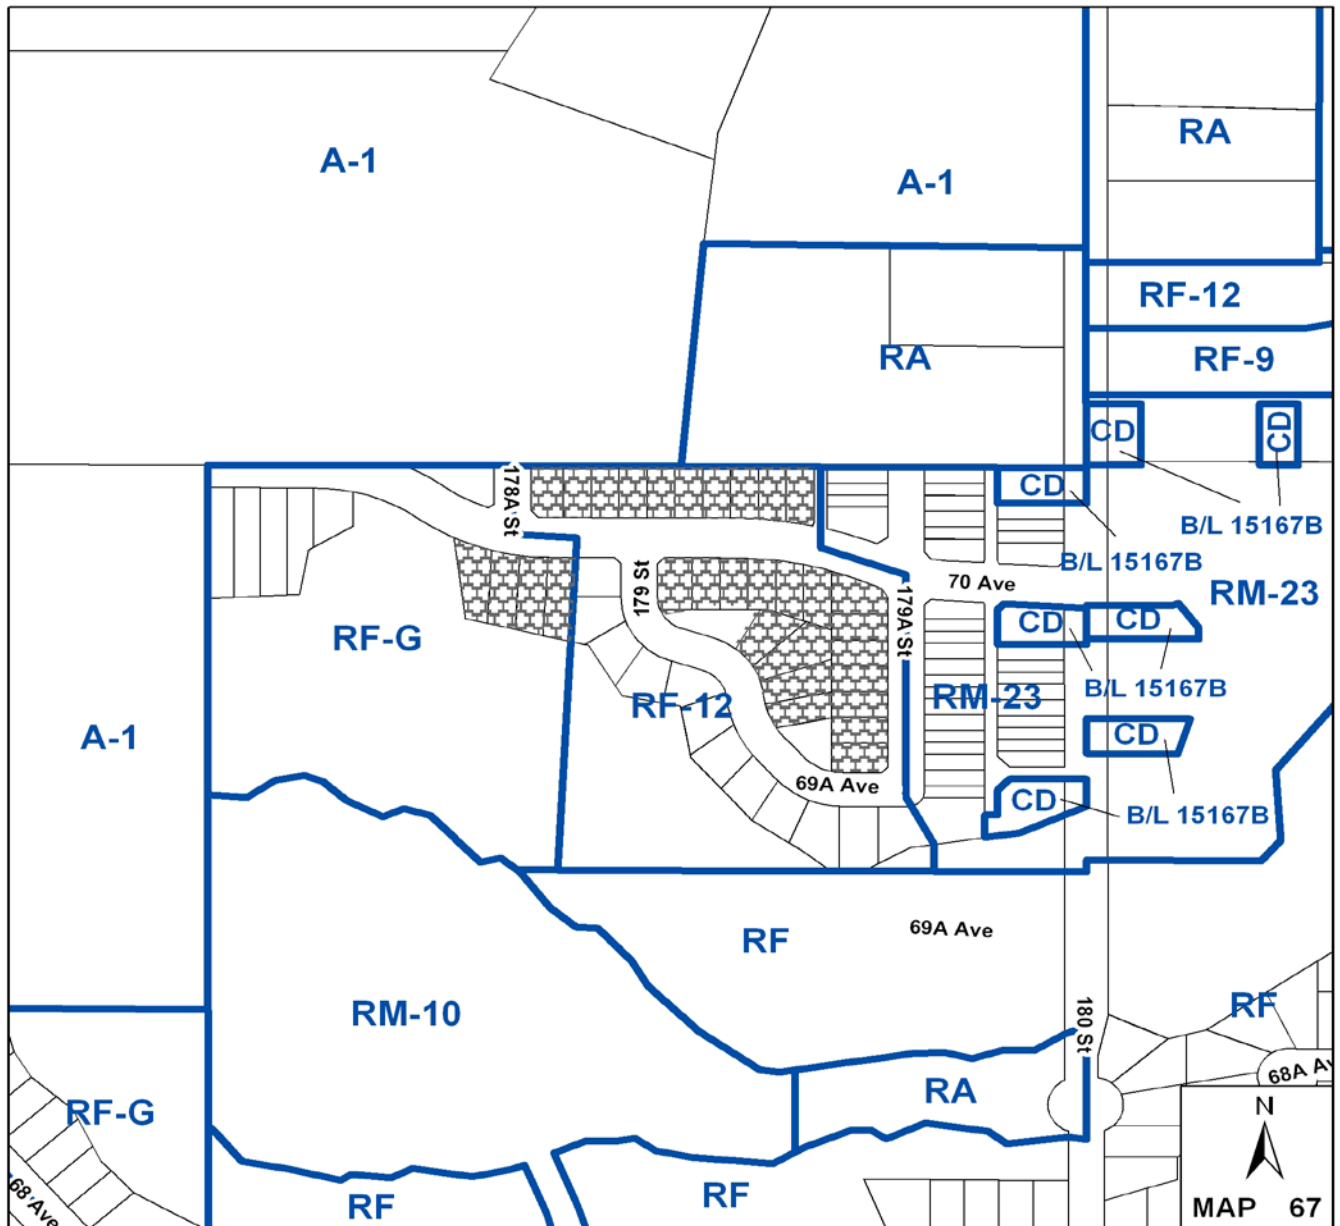 RA
A-1
A-1
RF-12
RA
RF-9
CD
CD
178A St
CD
B/L 15167B
B/L 15167B
70 Ave
179 St
RM-23
179A St
CD
CD
RF-G
B/L 15167B
RF-12
RM-23
A-1
CD
69A Ave
CD
B/L 15167B
69A Ave
RF
RF
RM-10
180 St
68A Av
RA
RF-G
N
RF
RF
68 Ave
MAP 67